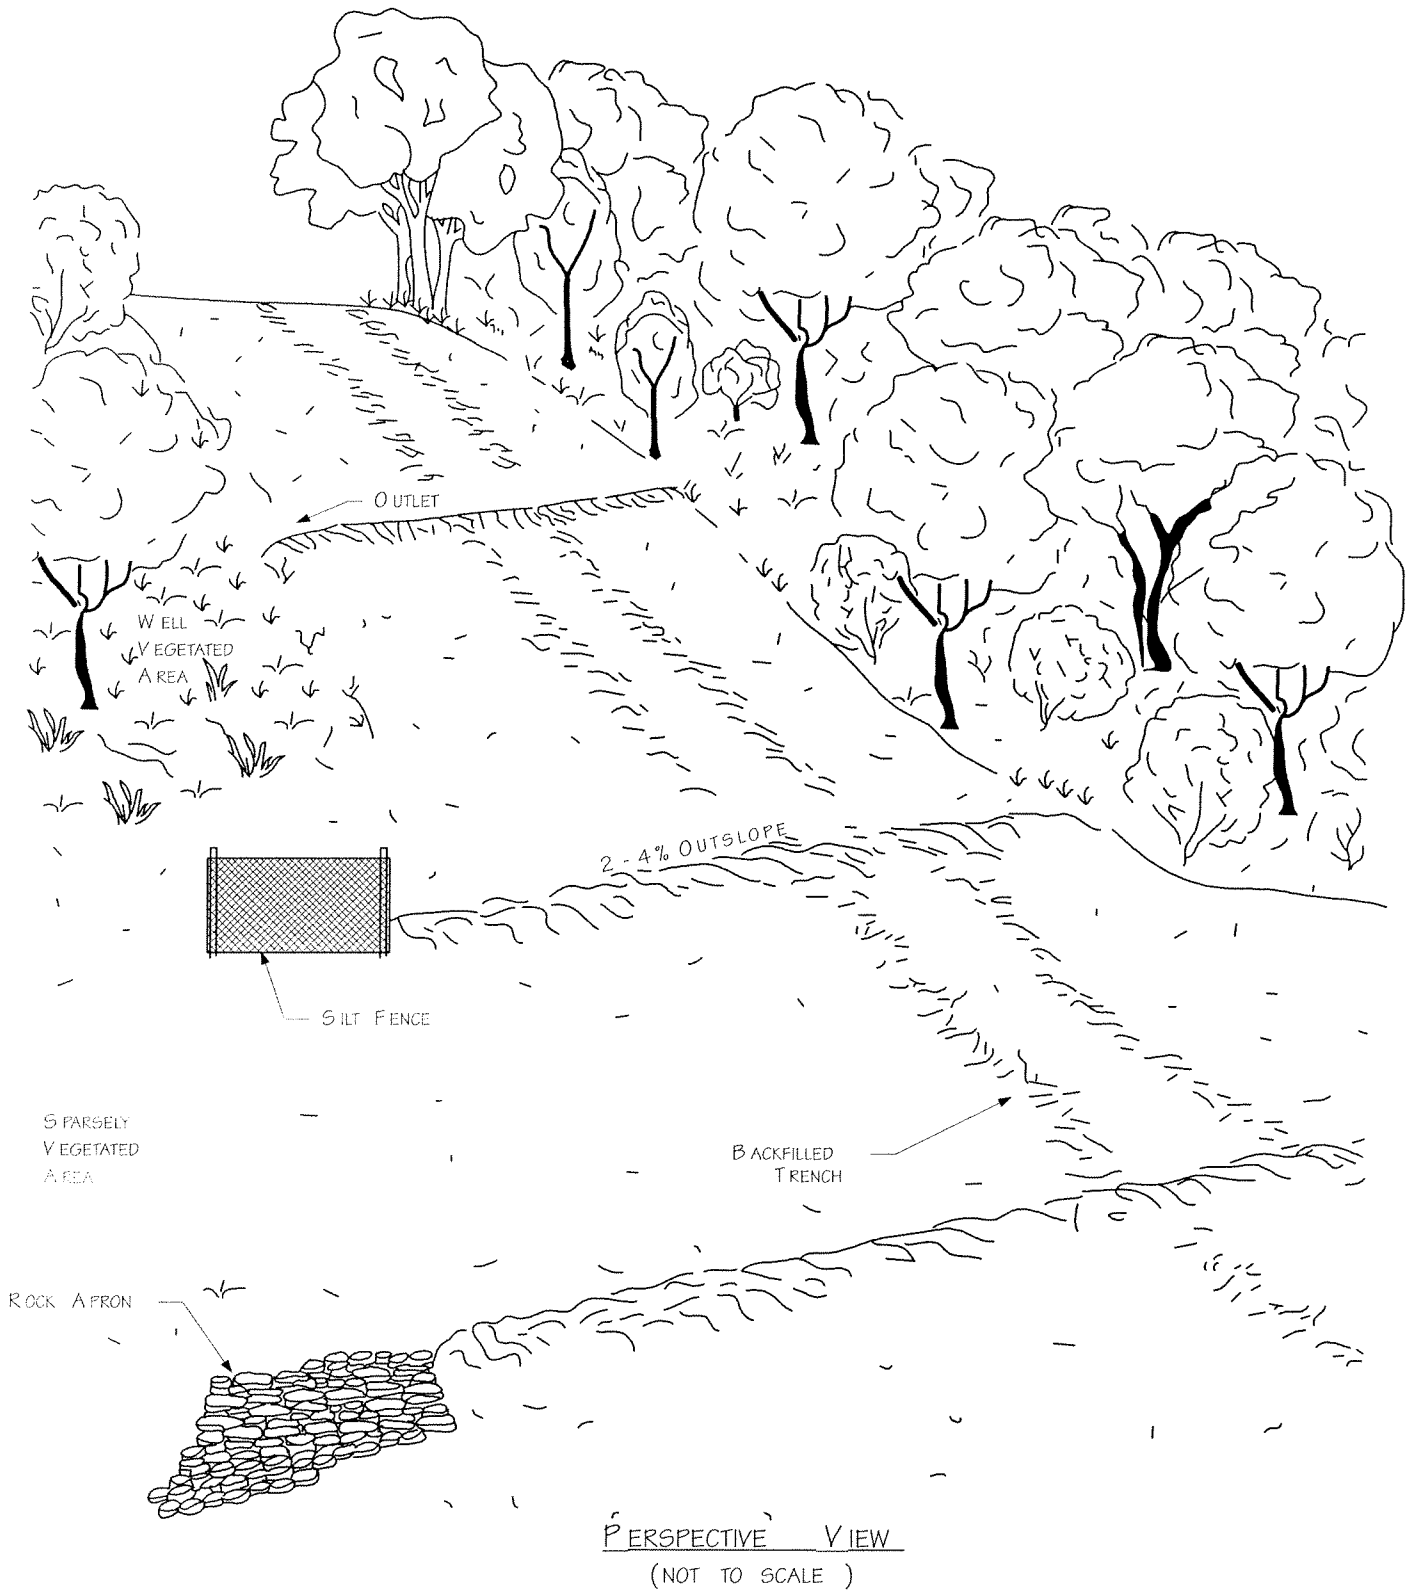 OUTLET
WELL
VEGETATED
AREA
2 - 4% OUTSLOPE
SILT FENCE
SPARSELY
VEGETATED
AREA
BACKFILLED
TRENCH
ROCK APRON
PERSPECTIVE VIEW
(NOT TO SCALE)